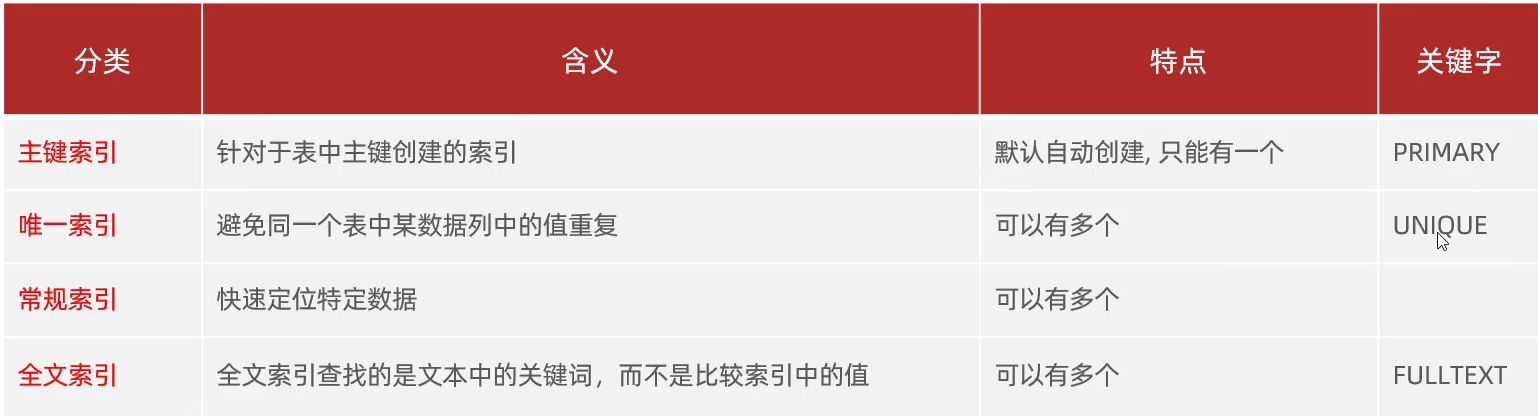 分类 含义 特点 关键字
主键索引 针对于表中主键创建的索引 默认自动创建, 只能有一个 PRIMARY
唯一索引 避免同一个表中某数据列中的值重复 可以有多个 UNIQUE
常规索引 快速定位特定数据 可以有多个
全文索引 全文索引查找的是文本中的关键词，而不是比较索引中的值 可以有多个 FULLTEXT